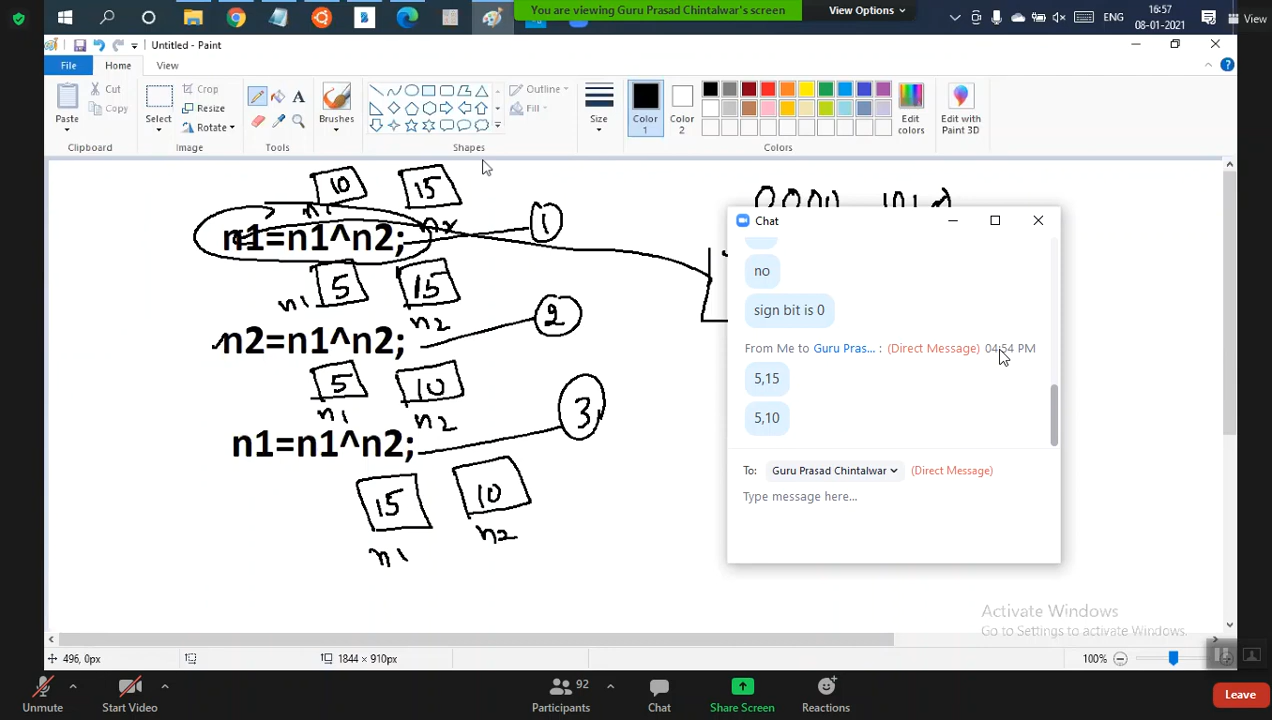 You are viewing Guru Prasad Chintalwar's screen
View Options
ENG
16:57
08-01-2021
View
Untitled - Paint
File
Home
View
Paste
Cut
Copy
Clipboard
Select
Crop
Resize
Rotate
Image
A
Tools
Brushes
Outline
Fill
Shapes
Size
Color 1
Color 2
Edit colors
Colors
Edit with Paint 3D
10 15
n1 n2
n1=n1^n2; 1
5 15
n1 n2
n2=n1^n2; 2
5 10
n1 n2
n1=n1^n2; 3
15 10
n1 n2
0000 1010
Chat
no
sign bit is 0
From Me to Guru Pras... : (Direct Message) 04:54 PM
5,15
5,10
To: Guru Prasad Chintalwar (Direct Message)
Type message here...
Activate Windows
Go to Settings to activate Windows.
496, 0px
1844 × 910px
100%
Unmute
Start Video
92
Participants
Chat
Share Screen
Reactions
Leave